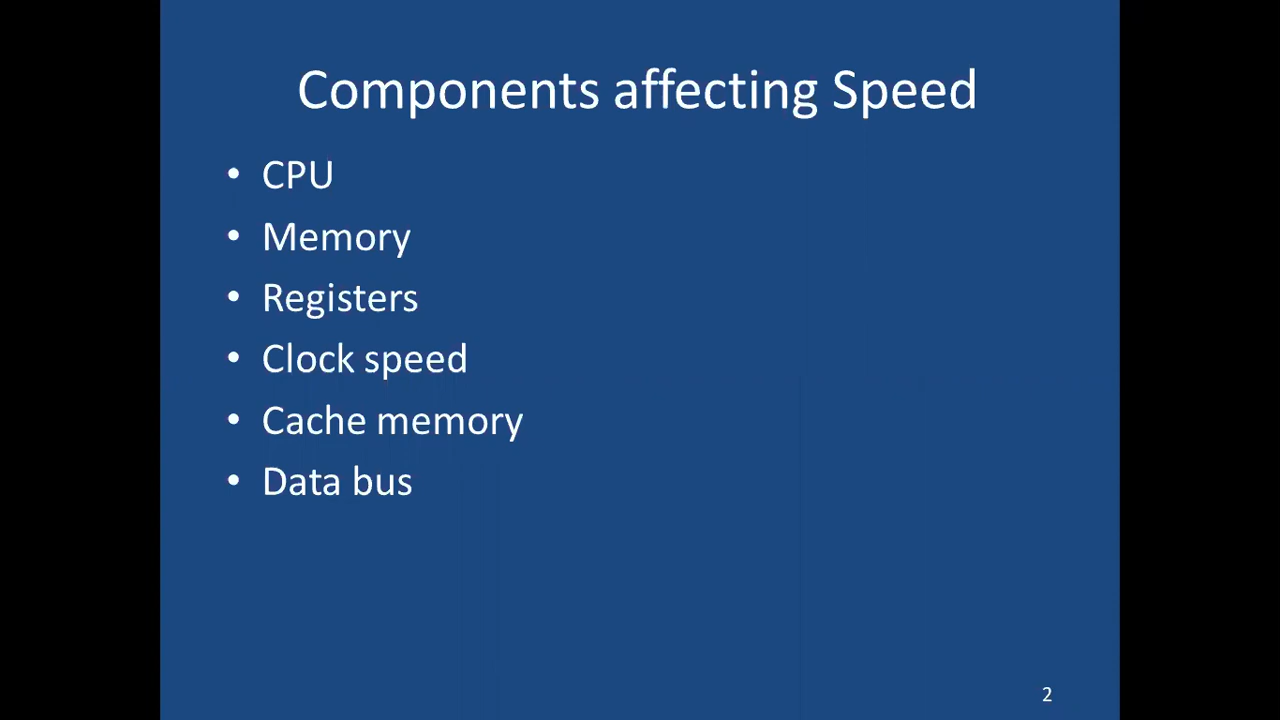 Components affecting Speed
• CPU
• Memory
• Registers
• Clock speed
• Cache memory
• Data bus
2